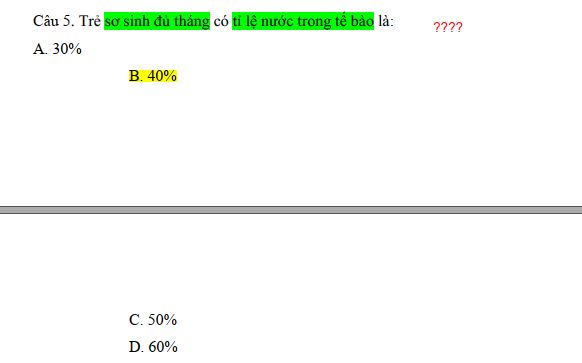 Câu 5. Trẻ sơ sinh đủ tháng có tỉ lệ nước trong tế bào là: ????
A. 30%
B. 40%
C. 50%
D. 60%